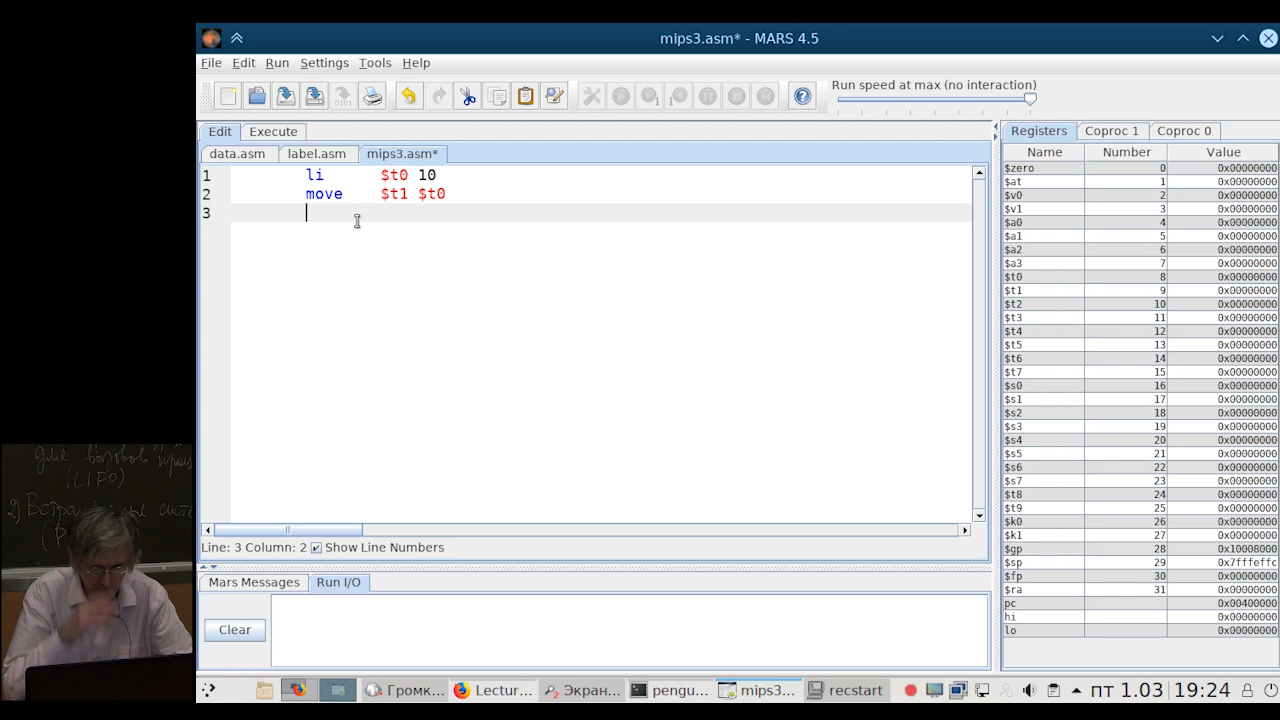 mips3.asm* - MARS 4.5
File Edit Run Settings Tools Help
Run speed at max (no interaction)
Edit Execute
data.asm label.asm mips3.asm*
1 li $t0 10
2 move $t1 $t0
3
Line: 3 Column: 2 Show Line Numbers
Mars Messages Run I/O
Clear
Registers Coproc 1 Coproc 0
Name Number Value
$zero 0 0x00000000
$at 1 0x00000000
$v0 2 0x00000000
$v1 3 0x00000000
$a0 4 0x00000000
$a1 5 0x00000000
$a2 6 0x00000000
$a3 7 0x00000000
$t0 8 0x00000000
$t1 9 0x00000000
$t2 10 0x00000000
$t3 11 0x00000000
$t4 12 0x00000000
$t5 13 0x00000000
$t6 14 0x00000000
$t7 15 0x00000000
$s0 16 0x00000000
$s1 17 0x00000000
$s2 18 0x00000000
$s3 19 0x00000000
$s4 20 0x00000000
$s5 21 0x00000000
$s6 22 0x00000000
$s7 23 0x00000000
$t8 24 0x00000000
$t9 25 0x00000000
$k0 26 0x00000000
$k1 27 0x00000000
$gp 28 0x10008000
$sp 29 0x7fffeffc
$fp 30 0x00000000
$ra 31 0x00000000
pc 0x00400000
hi 0x00000000
lo 0x00000000
для
(LIFO)
2)
Громк... Lectur... Экран... pengu... mips3... recstart ПТ 1.03 19:24